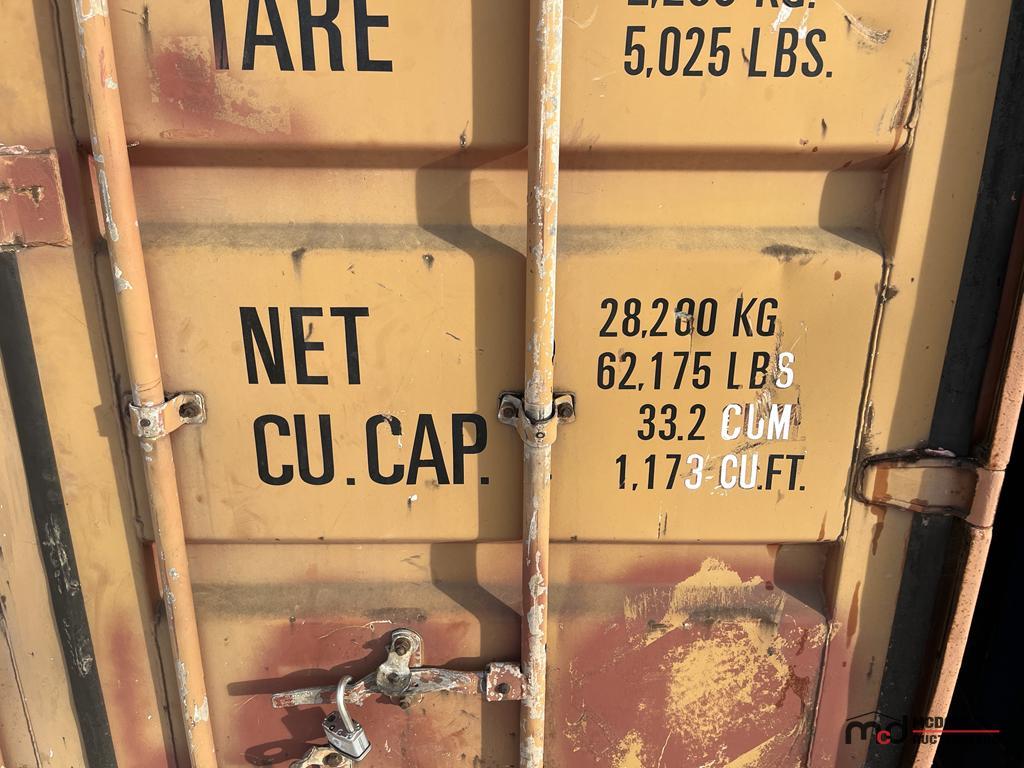 TARE
5,025 LBS.
NET 28,200 KG
62,175 LBS
CU.CAP. 33.2 CUM
1,173 CU.FT.
mcd